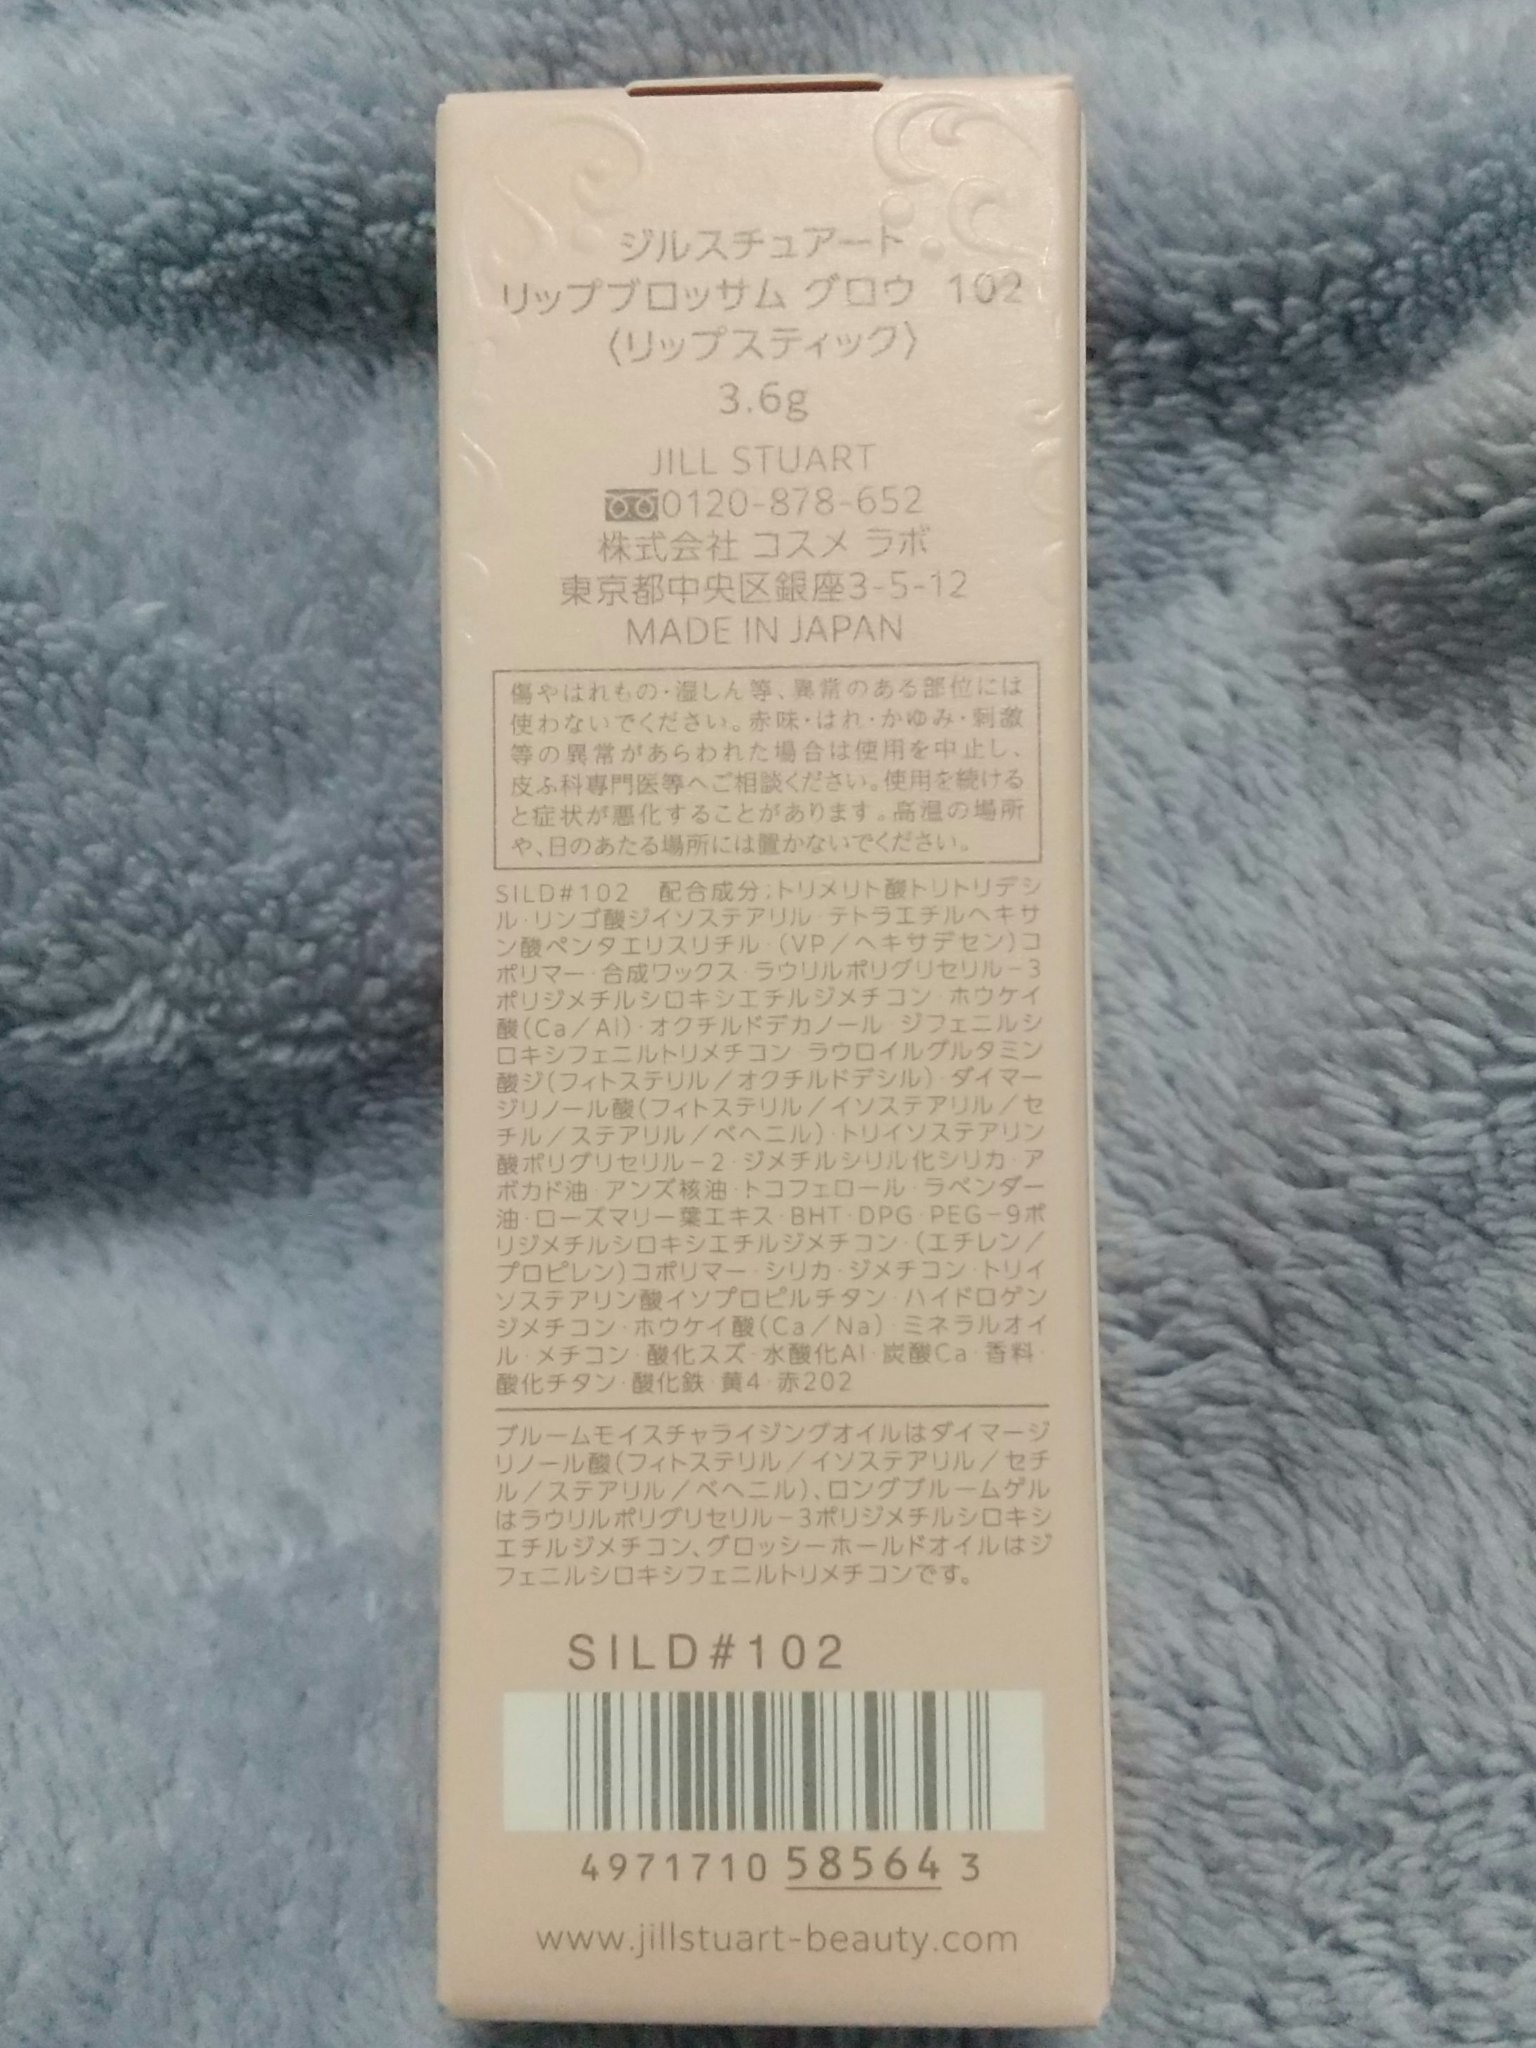 ジルスチュアート
リップブロッサム グロウ 102
〈リップスティック〉
3.6g
JILL STUART
0120-878-652
株式会社 コスメ ラボ
東京都中央区銀座3-5-12
MADE IN JAPAN
傷やはれもの・湿しん等、異常のある部位には
使わないでください。赤味・はれ・かゆみ・刺激
等の異常があらわれた場合は使用を中止し、
皮ふ科専門医等へご相談ください。使用を続ける
と症状が悪化することがあります。高温の場所
や、日のあたる場所には置かないでください。
SILD#102 配合成分;トリメリト酸トリトリデシ
ル・リンゴ酸ジイソステアリル・テトラエチルヘキサ
ン酸ペンタエリスリチル・(VP/ヘキサデセン)コ
ポリマー・合成ワックス・ラウリルポリグリセリル-3
ポリジメチルシロキシエチルジメチコン・ホウケイ
酸(Ca/Al)・オクチルドデカノール・ジフェニルシ
ロキシフェニルトリメチコン・ラウロイルグルタミン
酸ジ(フィトステリル/オクチルドデシル)・ダイマー
ジリノール酸(フィトステリル/イソステアリル/セ
チル/ステアリル/ベヘニル)・トリイソステアリン
酸ポリグリセリル-2・ジメチルシリル化シリカ・ア
ボカド油・アンズ核油・トコフェロール・ラベンダー
油・ローズマリー葉エキス・BHT・DPG・PEG-9ポ
リジメチルシロキシエチルジメチコン・(エチレン/
プロピレン)コポリマー・シリカ・ジメチコン・トリイ
ソステアリン酸イソプロピルチタン・ハイドロゲン
ジメチコン・ホウケイ酸(Ca/Na)・ミネラルオイ
ル・メチコン・酸化スズ・水酸化Al・炭酸Ca・香料・
酸化チタン・酸化鉄・黄4・赤202
ブルームモイスチャライジングオイルはダイマージ
リノール酸(フィトステリル/イソステアリル/セチ
ル/ステアリル/ベヘニル)、ロングブルームゲル
はラウリルポリグリセリル-3ポリジメチルシロキシ
エチルジメチコン、グロッシーホールドオイルはジ
フェニルシロキシフェニルトリメチコンです。
SILD#102
4971710 58564 3
www.jillstuart-beauty.com